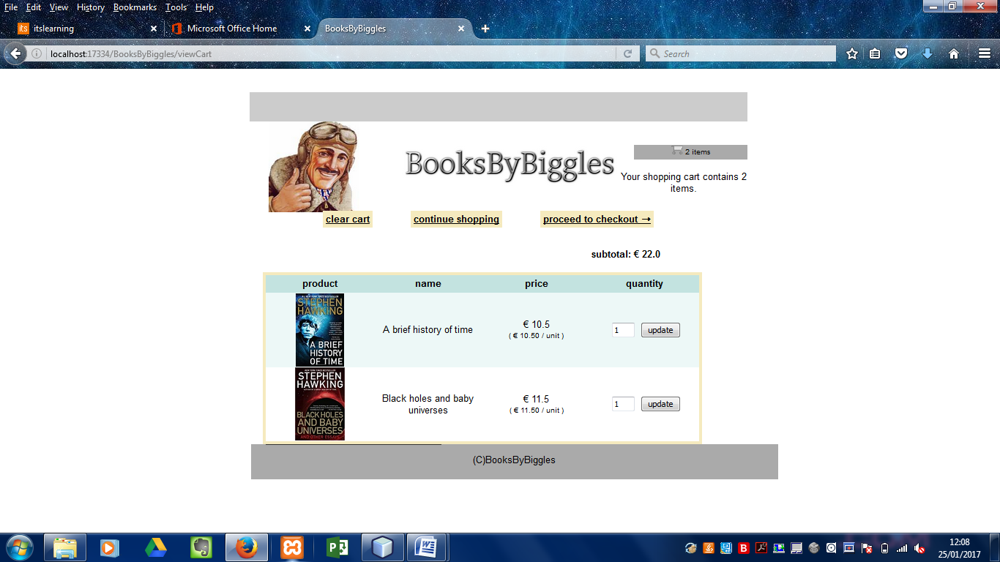 File Edit View History Bookmarks Tools Help
its itslearning Microsoft Office Home BooksByBiggles
localhost:17334/BooksByBiggles/viewCart Search
BooksByBiggles
2 items
Your shopping cart contains 2
items.
clear cart continue shopping proceed to checkout ➝
subtotal: € 22.0
product name price quantity
STEPHEN
HAWKING
A BRIEF
HISTORY
OF TIME
A brief history of time
€ 10.5
( € 10.50 / unit )
1 update
STEPHEN
HAWKING
BLACK HOLES
AND BABY
UNIVERSES
AND OTHER ESSAYS
Black holes and baby
universes
€ 11.5
( € 11.50 / unit )
1 update
(C)BooksByBiggles
12:08
25/01/2017